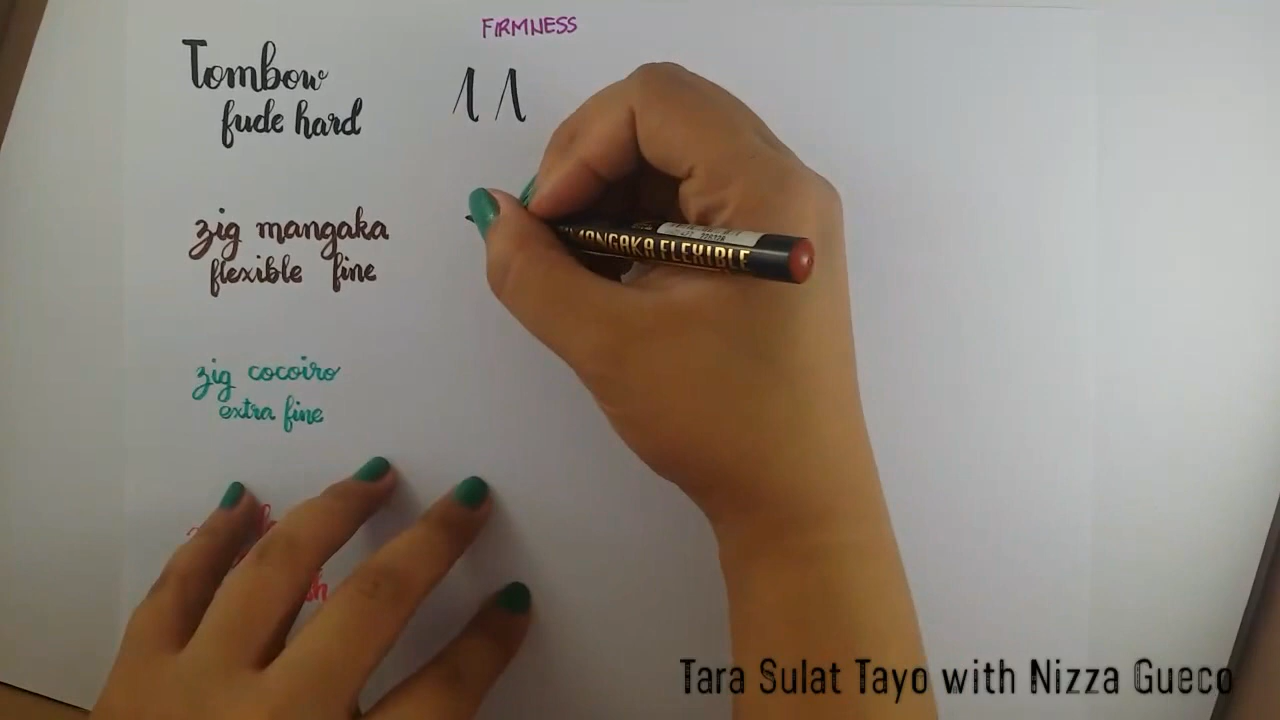 FIRMNESS
Tombow
fude hard
zig mangaka
flexible fine
MANGAKA FLEXIBLE
zig cocoiro
extra fine
Tara Sulat Tayo with Nizza Gueco